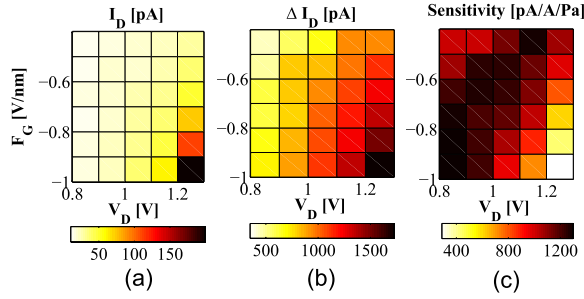 I_D [pA]
Δ I_D [pA]
Sensitivity [pA/A/Pa]
F_G [V/nm]
−0.6
−0.8
−1
0.8 1 1.2
V_D [V]
50 100 150
(a)
−0.6
−0.8
−1
0.8 1 1.2
V_D [V]
500 1000 1500
(b)
−0.6
−0.8
−1
0.8 1 1.2
V_D [V]
400 800 1200
(c)